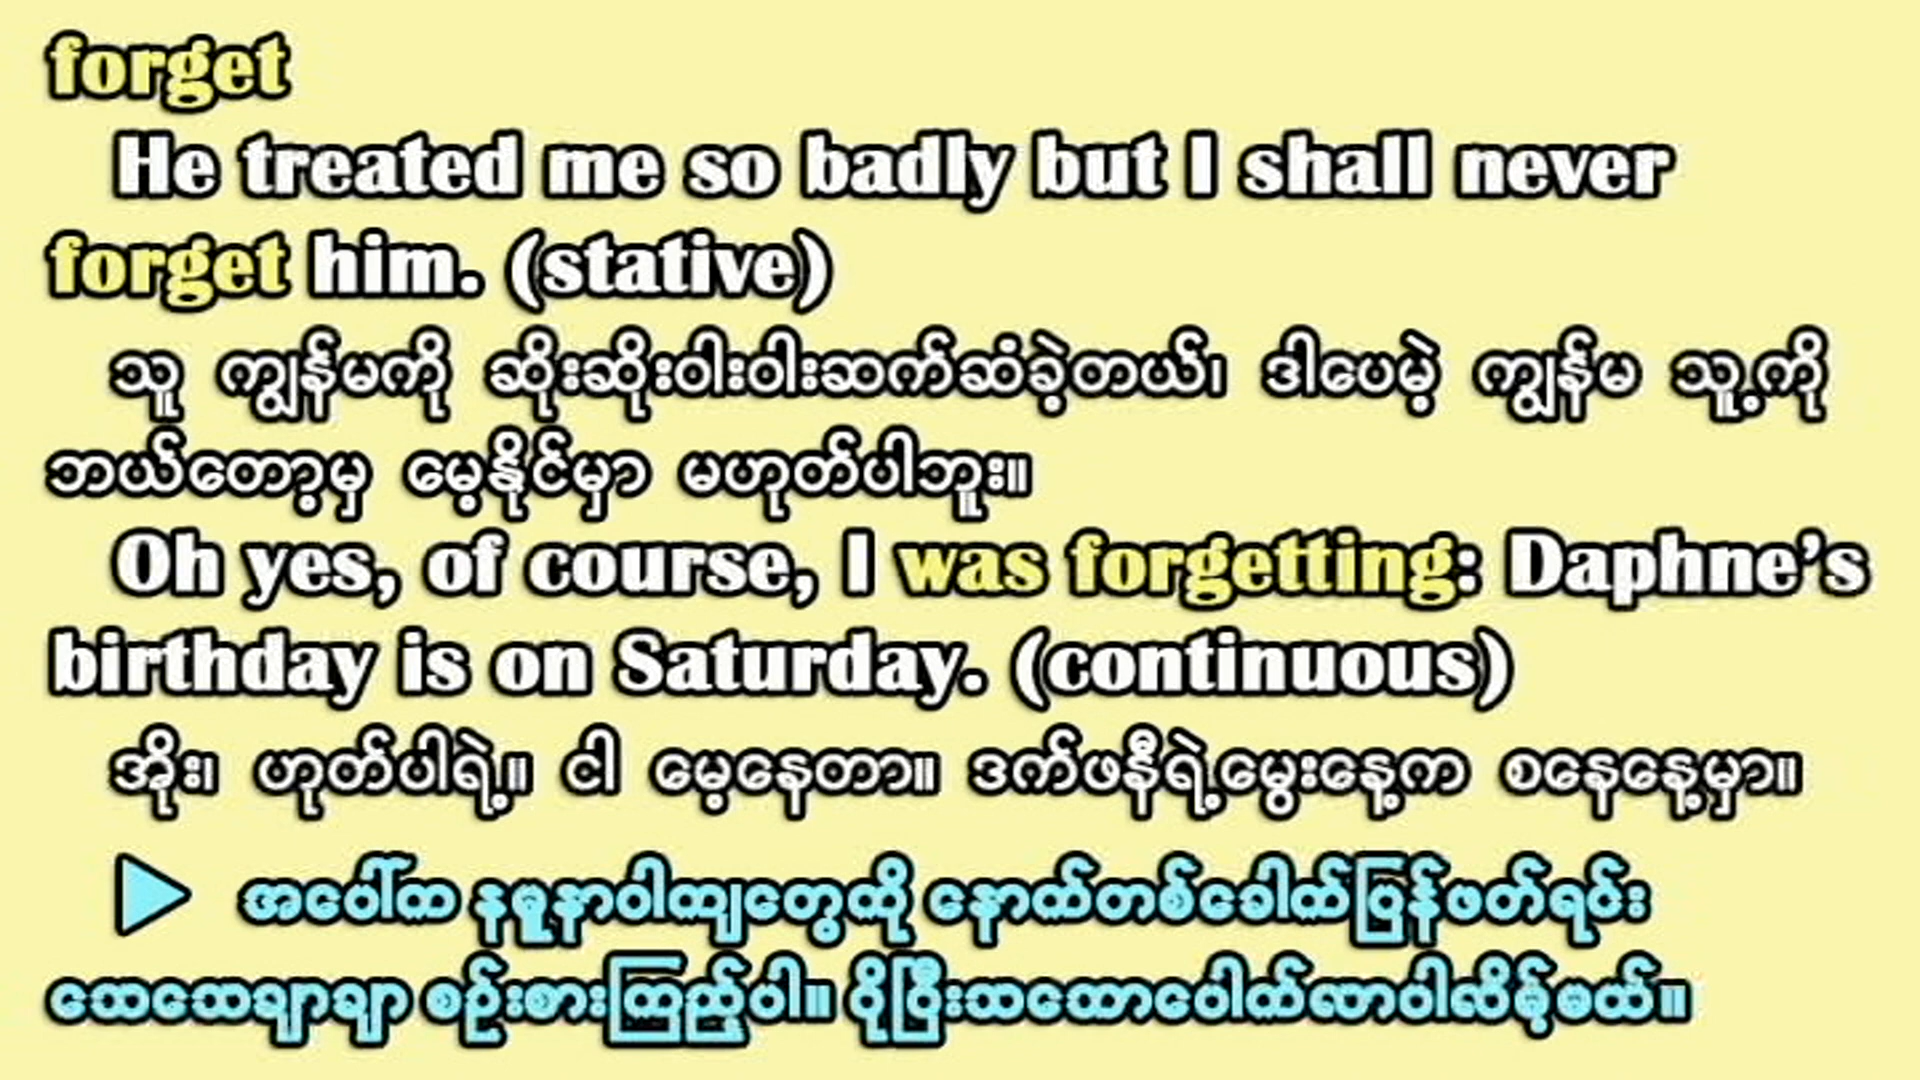 forget
He treated me so badly but I shall never
forget him. (stative)
သူ ကျွန်မကို ဆိုးဆိုးဝါးဝါးဆက်ဆံခဲ့တယ်၊ ဒါပေမဲ့ ကျွန်မ သူ့ကို
ဘယ်တော့မှ မေ့နိုင်မှာ မဟုတ်ပါဘူး။
Oh yes, of course, I was forgetting: Daphne’s
birthday is on Saturday. (continuous)
အိုး၊ ဟုတ်ပါရဲ့။ ငါ မေ့နေတာ။ ဒက်ဖနီရဲ့မွေးနေ့က စနေနေ့မှာ။
▶ အပေါ်က နမူနာဝါကျတွေကို နောက်တစ်ခေါက်ပြန်ဖတ်ရင်း
သေသေချာချာ စဉ်းစားကြည့်ပါ။ ပိုပြီးသဘောပေါက်လာပါလိမ့်မယ်။